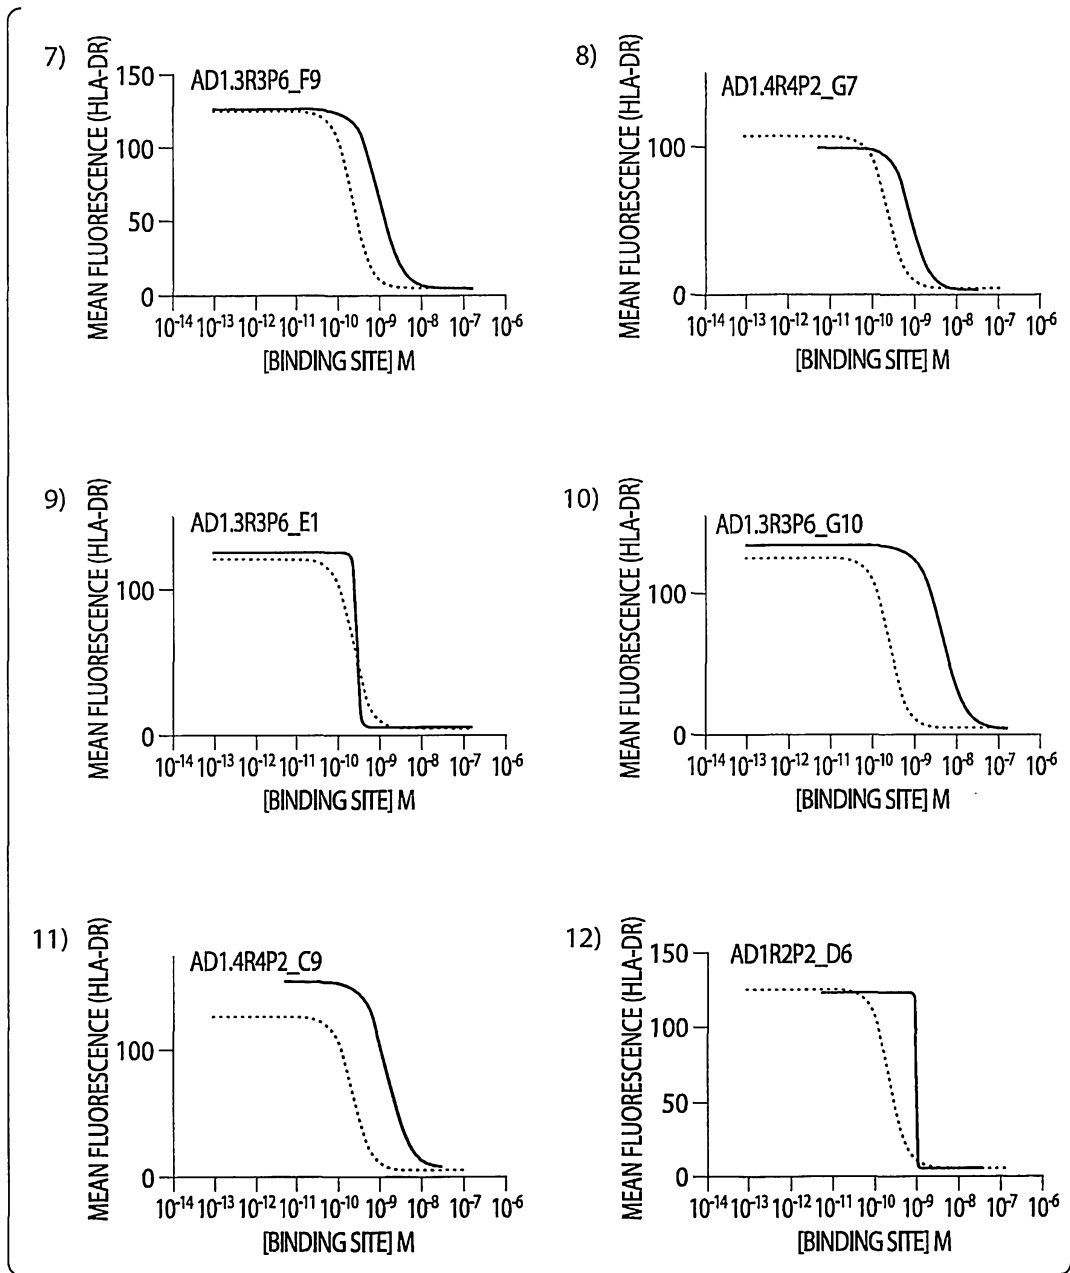 7)
MEAN FLUORESCENCE (HLA-DR)
AD1.3R3P6_F9
150
100
50
0
10-14 10-13 10-12 10-11 10-10 10-9 10-8 10-7 10-6
[BINDING SITE] M
8)
MEAN FLUORESCENCE (HLA-DR)
AD1.4R4P2_G7
100
0
10-14 10-13 10-12 10-11 10-10 10-9 10-8 10-7 10-6
[BINDING SITE] M
9)
MEAN FLUORESCENCE (HLA-DR)
AD1.3R3P6_E1
100
0
10-14 10-13 10-12 10-11 10-10 10-9 10-8 10-7 10-6
[BINDING SITE] M
10)
MEAN FLUORESCENCE (HLA-DR)
AD1.3R3P6_G10
100
0
10-14 10-13 10-12 10-11 10-10 10-9 10-8 10-7 10-6
[BINDING SITE] M
11)
MEAN FLUORESCENCE (HLA-DR)
AD1.4R4P2_C9
100
0
10-14 10-13 10-12 10-11 10-10 10-9 10-8 10-7 10-6
[BINDING SITE] M
12)
MEAN FLUORESCENCE (HLA-DR)
AD1R2P2_D6
150
100
50
0
10-14 10-13 10-12 10-11 10-10 10-9 10-8 10-7 10-6
[BINDING SITE] M